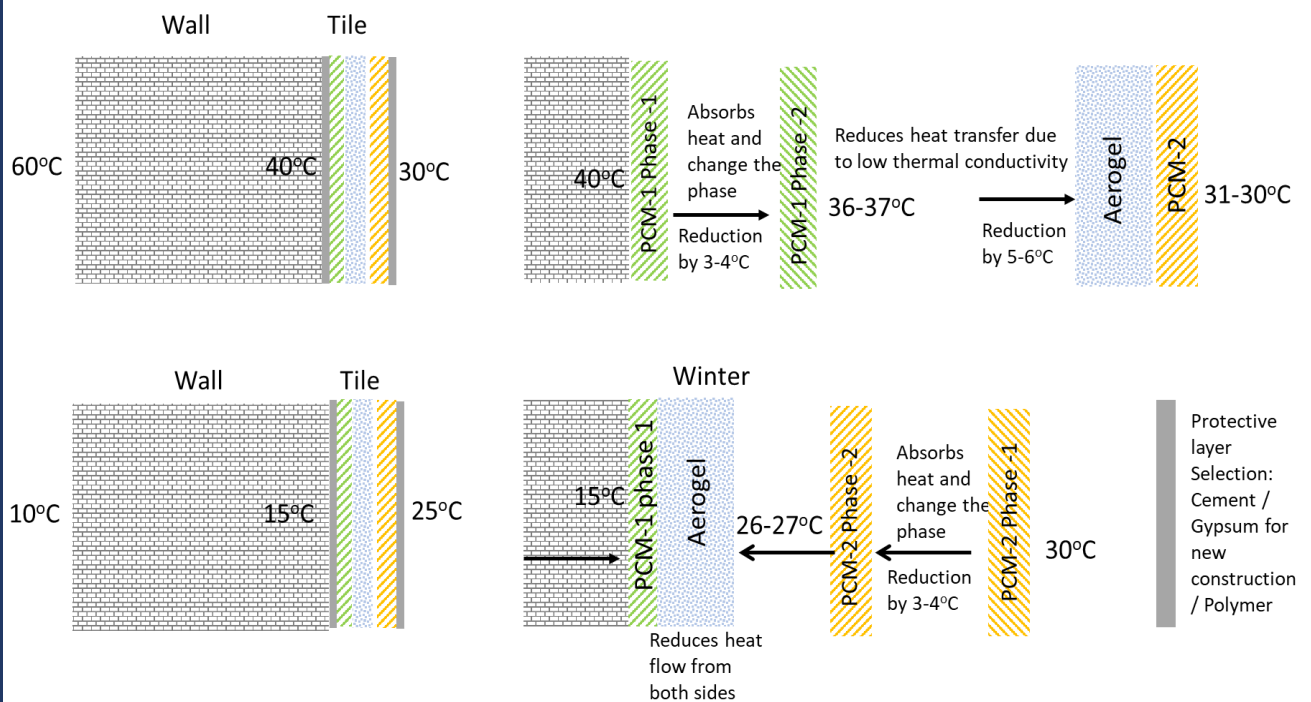 Wall
Tile
60°C
40°C
30°C
40°C
PCM-1 Phase -1
Absorbs
heat and
change the
phase
Reduction
by 3-4°C
PCM-1 Phase -2
Reduces heat transfer due
to low thermal conductivity
36-37°C
Reduction
by 5-6°C
Aerogel
PCM-2
31-30°C
Wall
Tile
10°C
15°C
25°C
Winter
15°C
PCM-1 phase 1
Aerogel
Reduces heat
flow from
both sides
26-27°C
PCM-2 Phase -2
Absorbs
heat and
change the
phase
Reduction
by 3-4°C
PCM-2 Phase -1
30°C
Protective
layer
Selection:
Cement /
Gypsum for
new
construction
/ Polymer